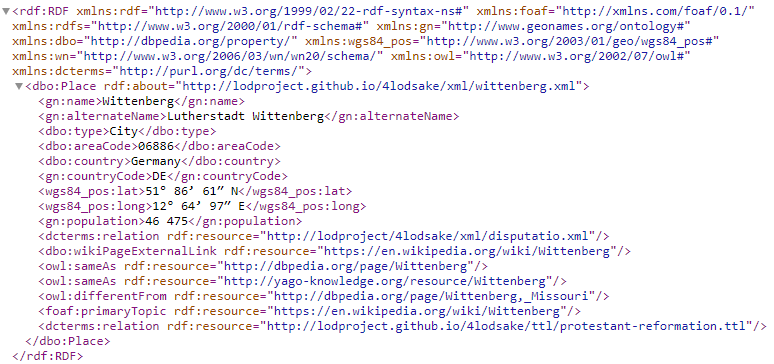 ▼<rdf:RDF xmlns:rdf="http://www.w3.org/1999/02/22-rdf-syntax-ns#" xmlns:foaf="http://xmlns.com/foaf/0.1/"
xmlns:rdfs="http://www.w3.org/2000/01/rdf-schema#" xmlns:gn="http://www.geonames.org/ontology#"
xmlns:dbo="http://dbpedia.org/property/" xmlns:wgs84_pos="http://www.w3.org/2003/01/geo/wgs84_pos#"
xmlns:wn="http://www.w3.org/2006/03/wn/wn20/schema/" xmlns:owl="http://www.w3.org/2002/07/owl#"
xmlns:dcterms="http://purl.org/dc/terms/">
▼<dbo:Place rdf:about="http://lodproject.github.io/4lodsake/xml/wittenberg.xml">
<gn:name>Wittenberg</gn:name>
<gn:alternateName>Lutherstadt Wittenberg</gn:alternateName>
<dbo:type>City</dbo:type>
<dbo:areaCode>06886</dbo:areaCode>
<dbo:country>Germany</dbo:country>
<gn:countryCode>DE</gn:countryCode>
<wgs84_pos:lat>51° 86’ 61” N</wgs84_pos:lat>
<wgs84_pos:long>12° 64’ 97” E</wgs84_pos:long>
<gn:population>46 475</gn:population>
<dcterms:relation rdf:resource="http://lodproject/4lodsake/xml/disputatio.xml"/>
<dbo:wikiPageExternalLink rdf:resource="https://en.wikipedia.org/wiki/Wittenberg"/>
<owl:sameAs rdf:resource="http://dbpedia.org/page/Wittenberg"/>
<owl:sameAs rdf:resource="http://yago-knowledge.org/resource/Wittenberg"/>
<owl:differentFrom rdf:resource="http://dbpedia.org/page/Wittenberg,_Missouri"/>
<foaf:primaryTopic rdf:resource="https://en.wikipedia.org/wiki/Wittenberg"/>
<dcterms:relation rdf:resource="http://lodproject.github.io/4lodsake/ttl/protestant-reformation.ttl"/>
</dbo:Place>
</rdf:RDF>